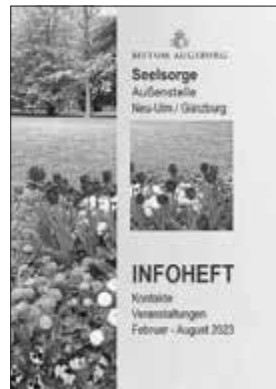 BISTUM AUGSBURG
Seelsorge
Außenstelle
Neu-Ulm / Günzburg
INFOHEFT
Kontakte
Veranstaltungen
Februar - August 2023